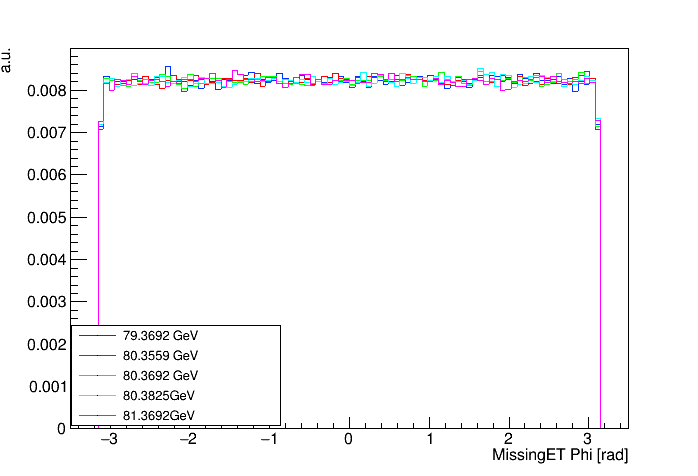 a.u.
0.008
0.007
0.006
0.005
0.004
0.003
0.002
0.001
0
79.3692 GeV
80.3559 GeV
80.3692 GeV
80.3825GeV
81.3692GeV
−3 −2 −1 0 1 2 3
MissingET Phi [rad]